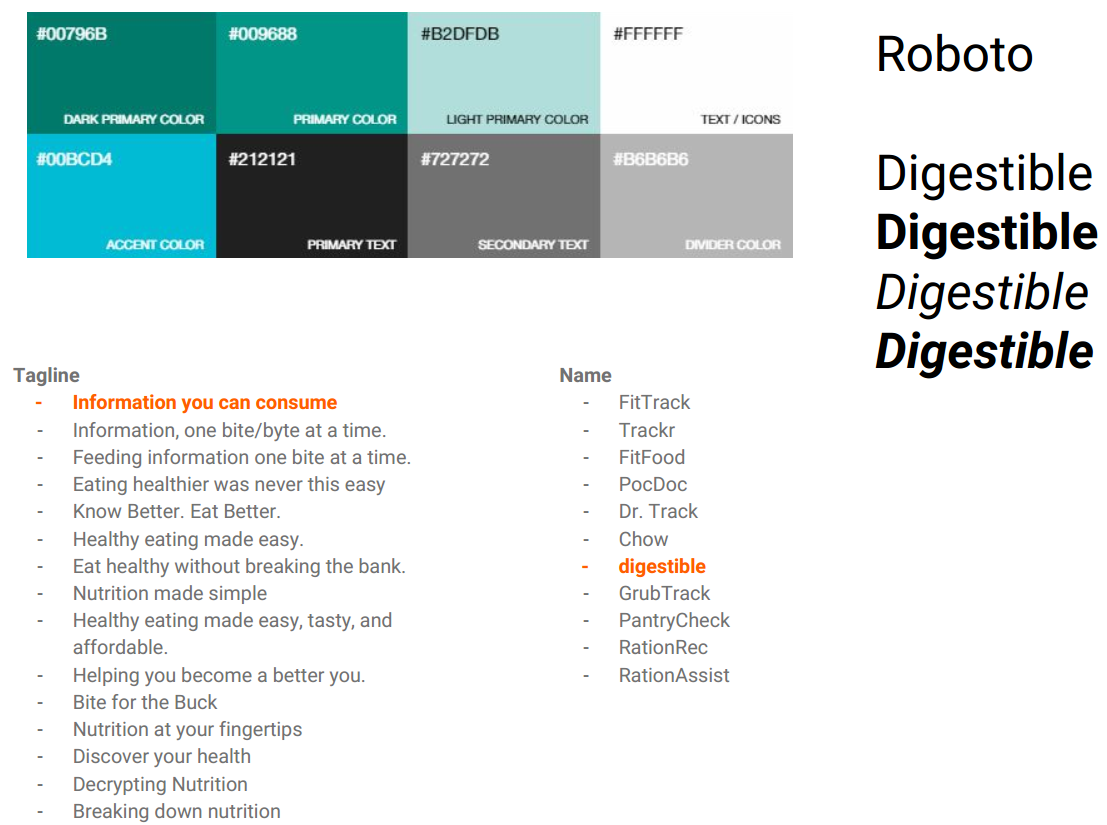 #00796B
DARK PRIMARY COLOR
#009688
PRIMARY COLOR
#B2DFDB
LIGHT PRIMARY COLOR
#FFFFFF
TEXT / ICONS
#00BCD4
ACCENT COLOR
#212121
PRIMARY TEXT
#727272
SECONDARY TEXT
#B6B6B6
DIVIDER COLOR
Roboto
Digestible
Digestible
Digestible
Digestible
Tagline
- Information you can consume
- Information, one bite/byte at a time.
- Feeding information one bite at a time.
- Eating healthier was never this easy
- Know Better. Eat Better.
- Healthy eating made easy.
- Eat healthy without breaking the bank.
- Nutrition made simple
- Healthy eating made easy, tasty, and
affordable.
- Helping you become a better you.
- Bite for the Buck
- Nutrition at your fingertips
- Discover your health
- Decrypting Nutrition
- Breaking down nutrition
Name
- FitTrack
- Trackr
- FitFood
- PocDoc
- Dr. Track
- Chow
- digestible
- GrubTrack
- PantryCheck
- RationRec
- RationAssist